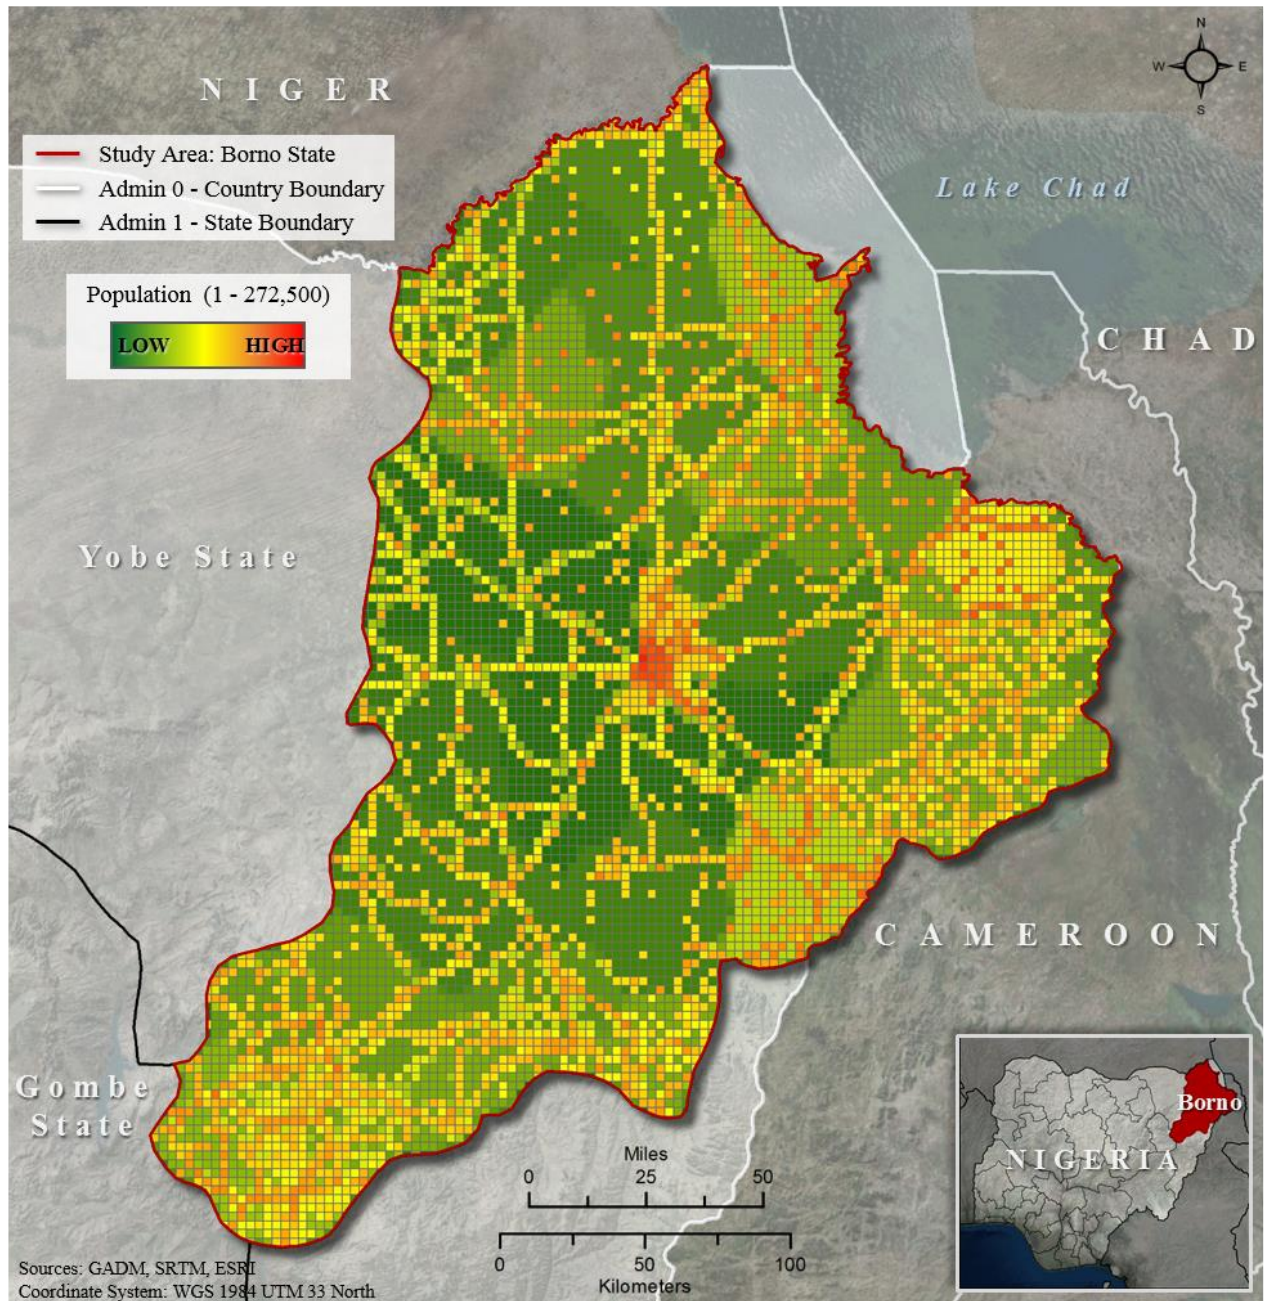 N
W E
S
NIGER
Study Area: Borno State
Admin 0 - Country Boundary
Admin 1 - State Boundary
Lake Chad
Population (1 - 272,500)
LOW HIGH
CHAD
Yobe State
CAMEROON
Gombe
State
Borno
NIGERIA
Miles
0 25 50
0 50 100
Kilometers
Sources: GADM, SRTM, ESRI
Coordinate System: WGS 1984 UTM 33 North